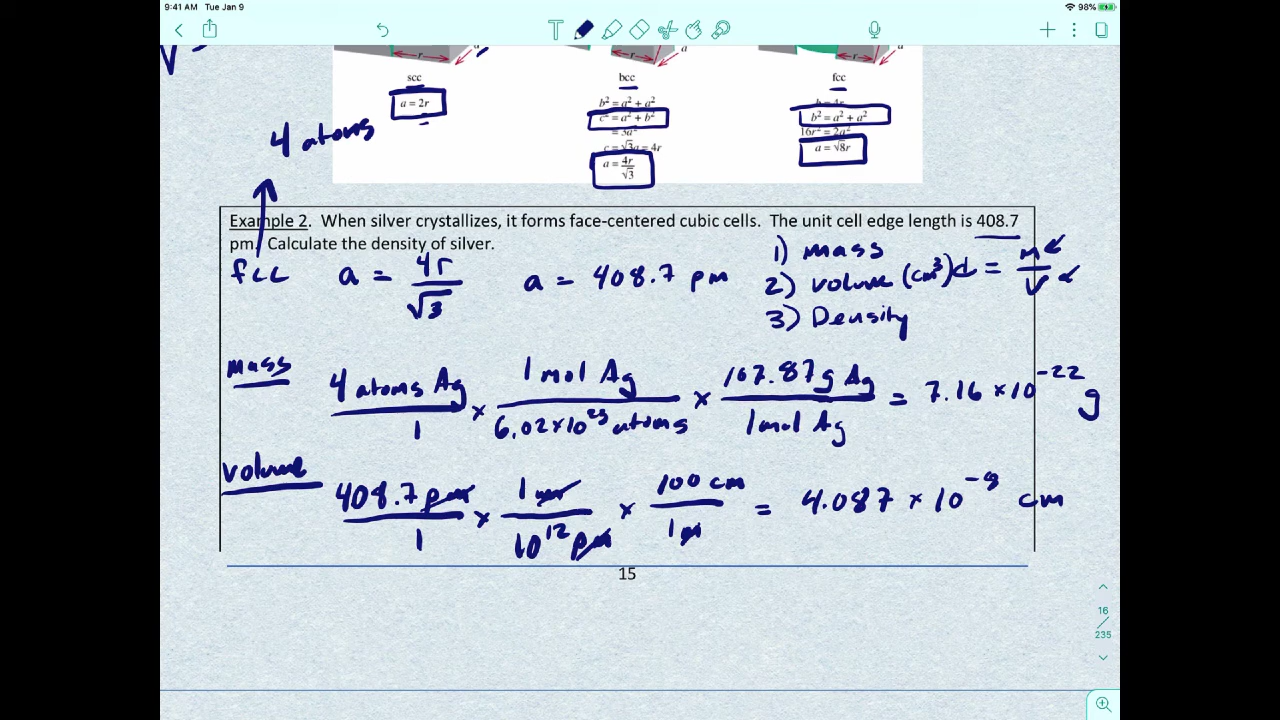 9:41 AM Tue Jan 9
98%
r
a
r
a
r
a
scc
bcc
fcc
a = 2r
b² = a² + a²
c² = a² + b²
= 3a²
c = √3a = 4r
a = 4r/√3
b = 4r
b² = a² + a²
16r² = 2a²
a = √8r
4 atoms
Example 2. When silver crystallizes, it forms face-centered cubic cells. The unit cell edge length is 408.7
pm. Calculate the density of silver.
fcc
a = 4r/√3
a = 408.7 pm
1) mass
2) volume (cm³)
3) Density
d = m/V
mass
4 atoms Ag/1 × 1 mol Ag/6.02×10²³ atoms × 107.87g Ag/1 mol Ag = 7.16 × 10⁻²² g
volume
408.7 pm/1 × 1 m/10¹² pm × 100 cm/1 m = 4.087 × 10⁻⁸ cm
15
16
/
235